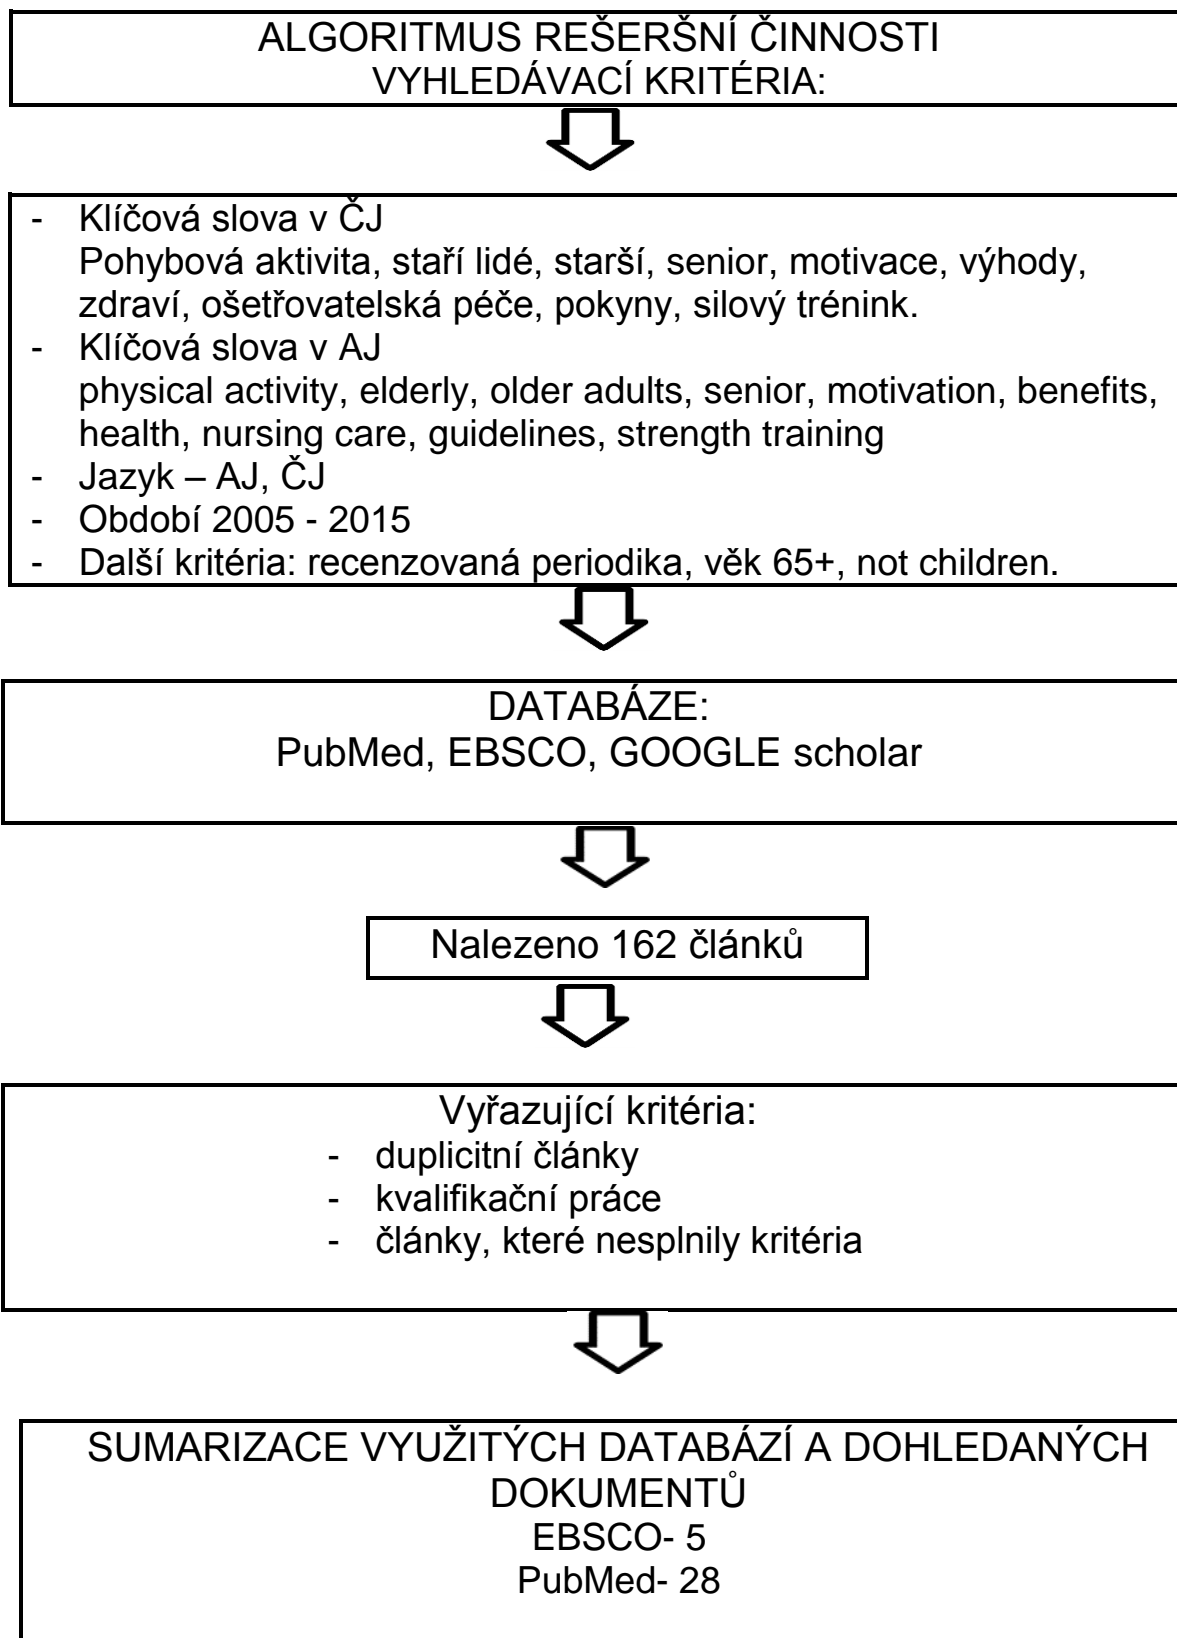 ALGORITMUS REŠERŠNÍ ČINNOSTI
VYHLEDÁVACÍ KRITÉRIA:
- Klíčová slova v ČJ
Pohybová aktivita, staří lidé, starší, senior, motivace, výhody,
zdraví, ošetřovatelská péče, pokyny, silový trénink.
- Klíčová slova v AJ
physical activity, elderly, older adults, senior, motivation, benefits,
health, nursing care, guidelines, strength training
- Jazyk – AJ, ČJ
- Období 2005 - 2015
- Další kritéria: recenzovaná periodika, věk 65+, not children.
DATABÁZE:
PubMed, EBSCO, GOOGLE scholar
Nalezeno 162 článků
Vyřazující kritéria:
- duplicitní články
- kvalifikační práce
- články, které nesplnily kritéria
SUMARIZACE VYUŽITÝCH DATABÁZÍ A DOHLEDANÝCH
DOKUMENTŮ
EBSCO- 5
PubMed- 28